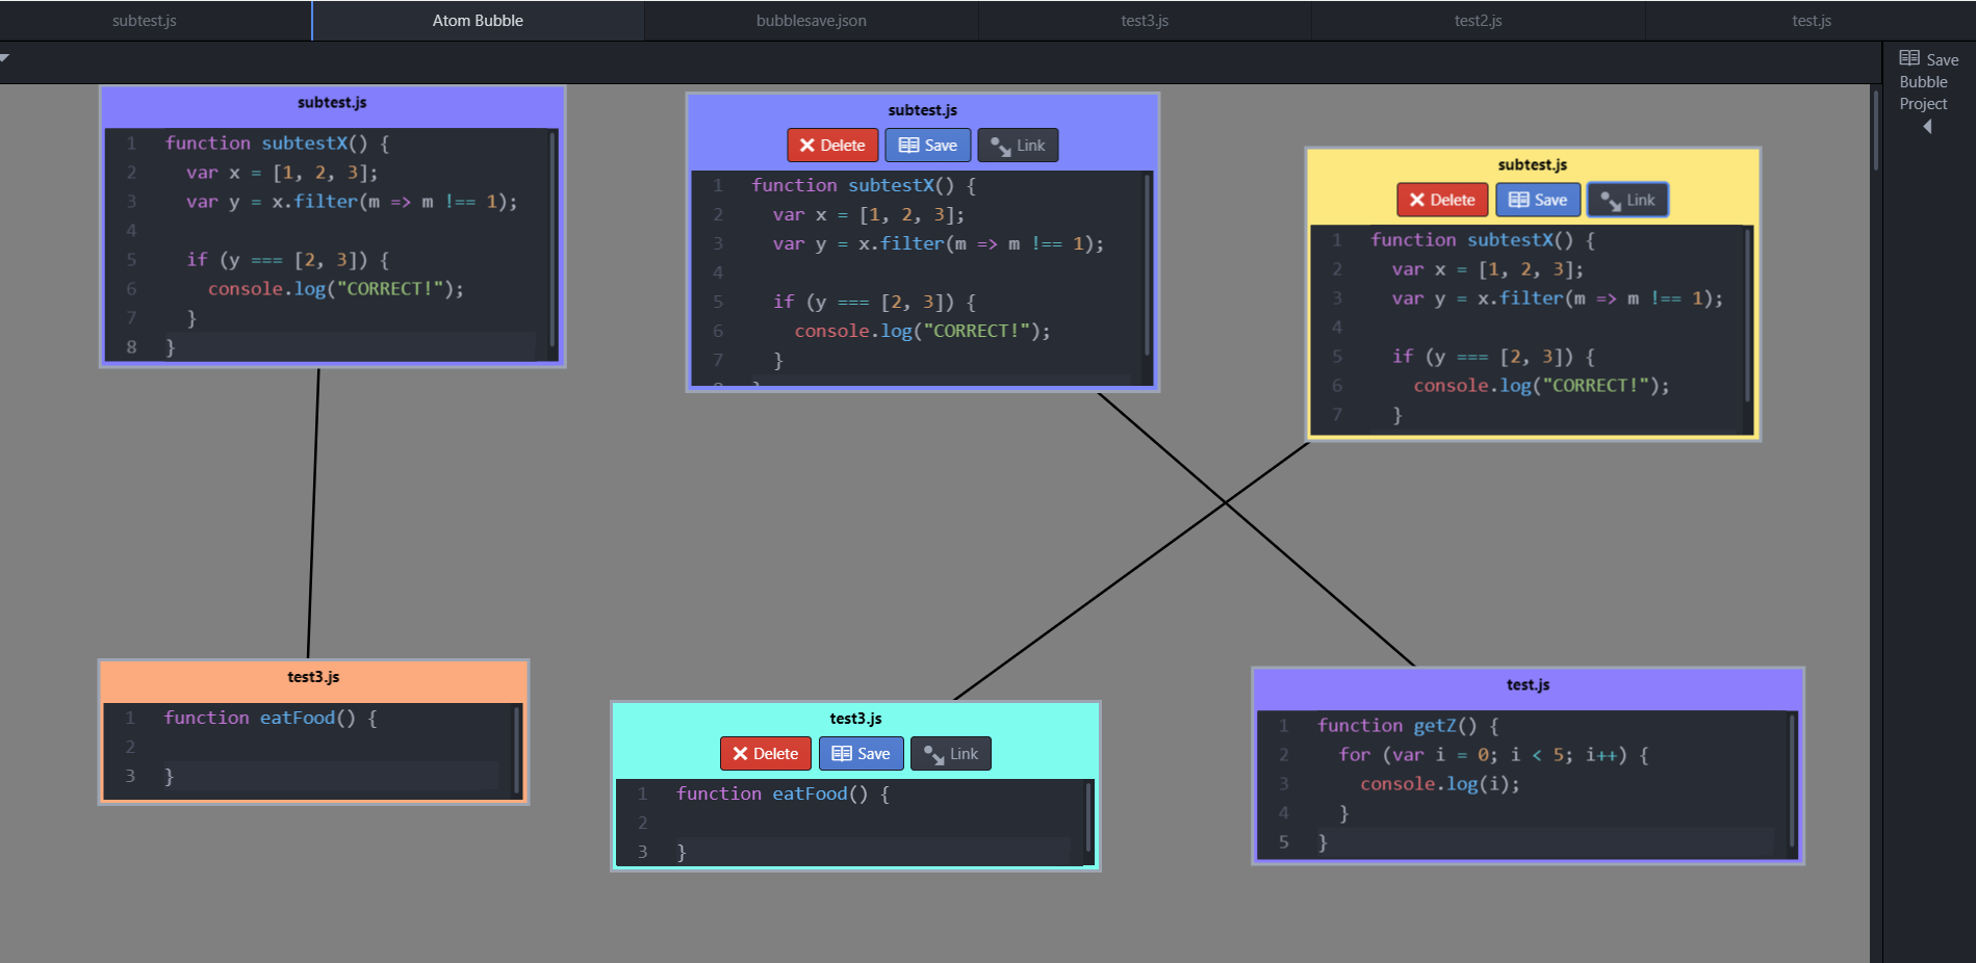 subtest.js
Atom Bubble
bubblesave.json
test3.js
test2.js
test.js
Save
Bubble
Project
subtest.js
1 function subtestX() {
2   var x = [1, 2, 3];
3   var y = x.filter(m => m !== 1);
4
5   if (y === [2, 3]) {
6     console.log("CORRECT!");
7   }
8 }
subtest.js
Delete Save Link
1 function subtestX() {
2   var x = [1, 2, 3];
3   var y = x.filter(m => m !== 1);
4
5   if (y === [2, 3]) {
6     console.log("CORRECT!");
7   }
subtest.js
Delete Save Link
1 function subtestX() {
2   var x = [1, 2, 3];
3   var y = x.filter(m => m !== 1);
4
5   if (y === [2, 3]) {
6     console.log("CORRECT!");
7   }
test3.js
1 function eatFood() {
2
3 }
test3.js
Delete Save Link
1 function eatFood() {
2
3 }
test.js
1 function getZ() {
2   for (var i = 0; i < 5; i++) {
3     console.log(i);
4   }
5 }